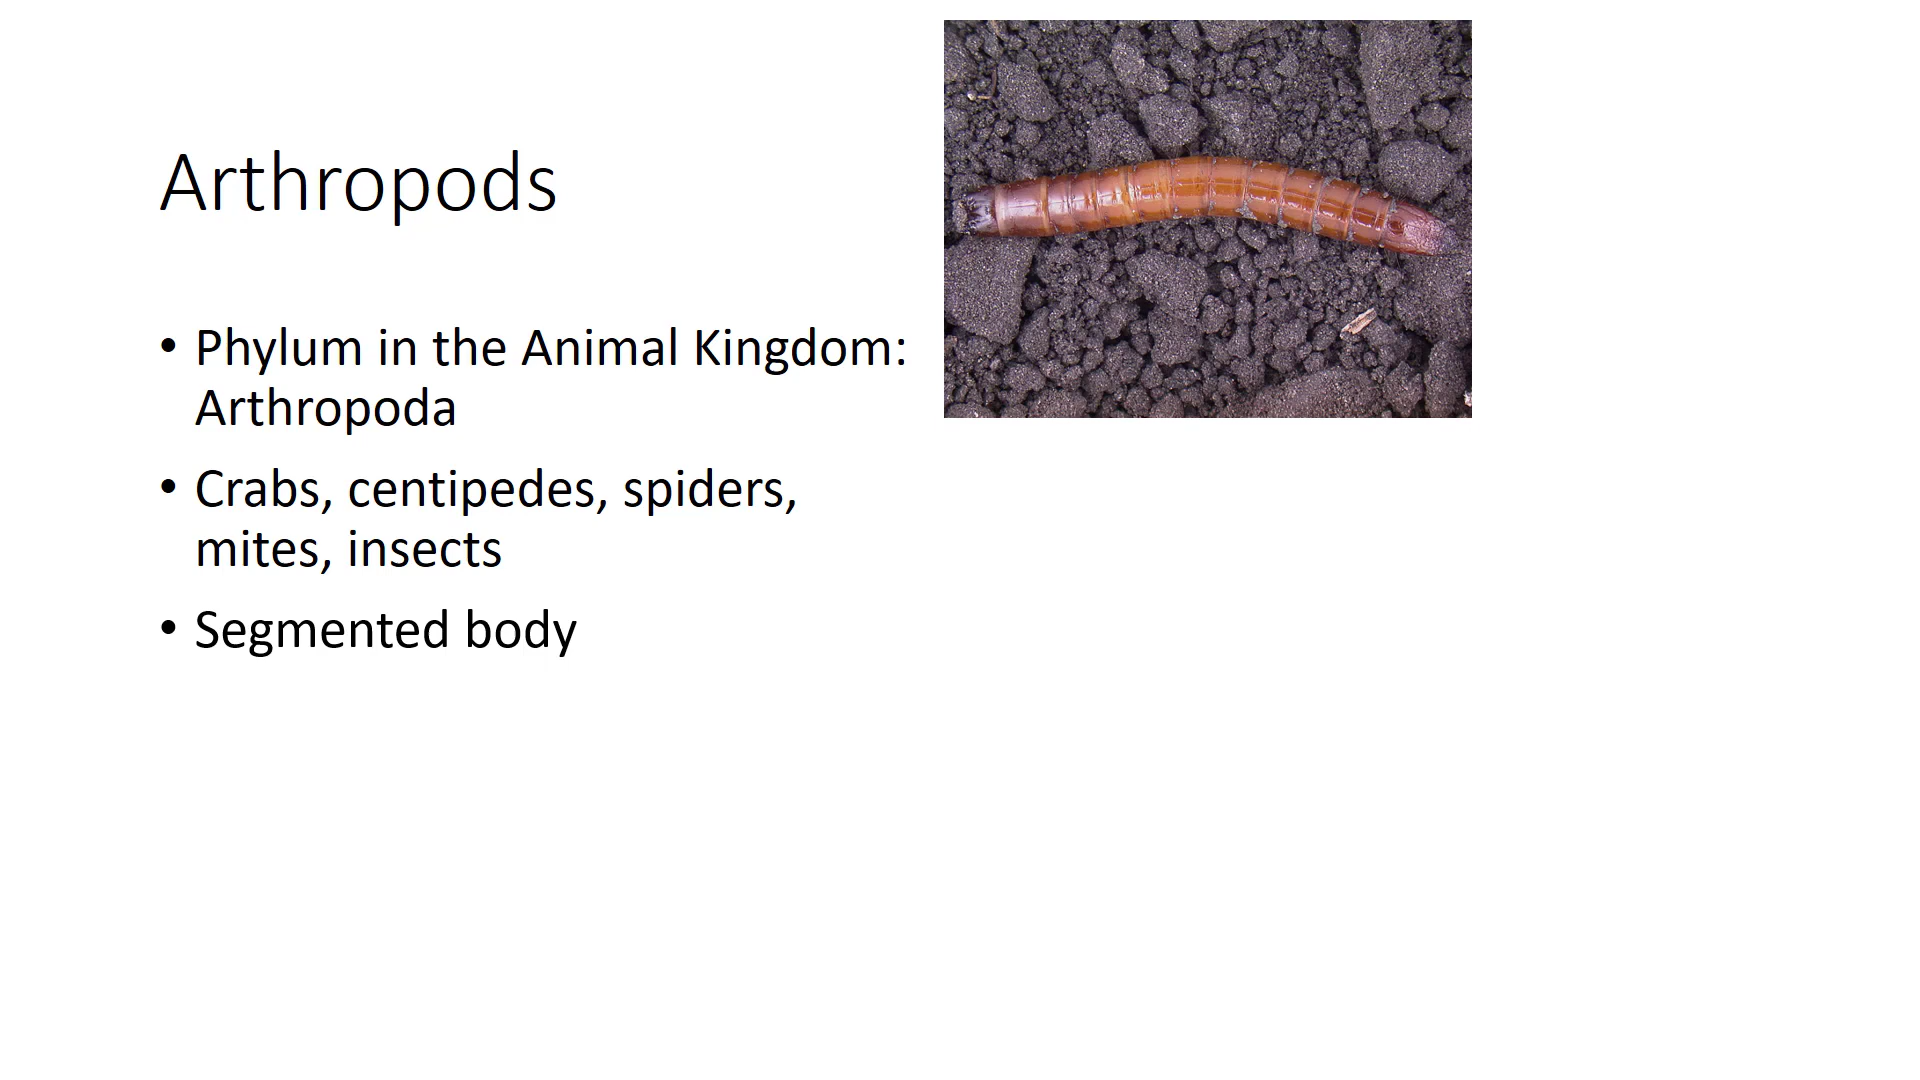 Arthropods
• Phylum in the Animal Kingdom:
Arthropoda
• Crabs, centipedes, spiders,
mites, insects
• Segmented body